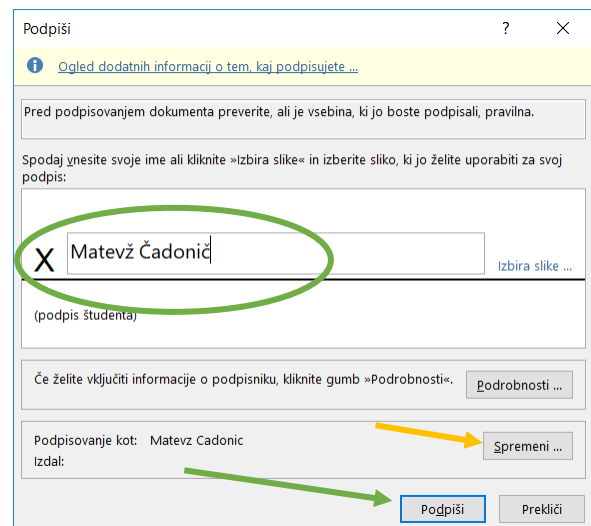 Podpiši ? ×
Ogled dodatnih informacij o tem, kaj podpisujete ...
Pred podpisovanjem dokumenta preverite, ali je vsebina, ki jo boste podpisali, pravilna.
Spodaj vnesite svoje ime ali kliknite »Izbira slike« in izberite sliko, ki jo želite uporabiti za svoj
podpis:
X Matevž Čadonič
Izbira slike ...
(podpis študenta)
Če želite vključiti informacije o podpisniku, kliknite gumb »Podrobnosti«. Podrobnosti ...
Podpisovanje kot: Matevz Cadonic
Spremeni ...
Izdal:
Podpiši Prekliči